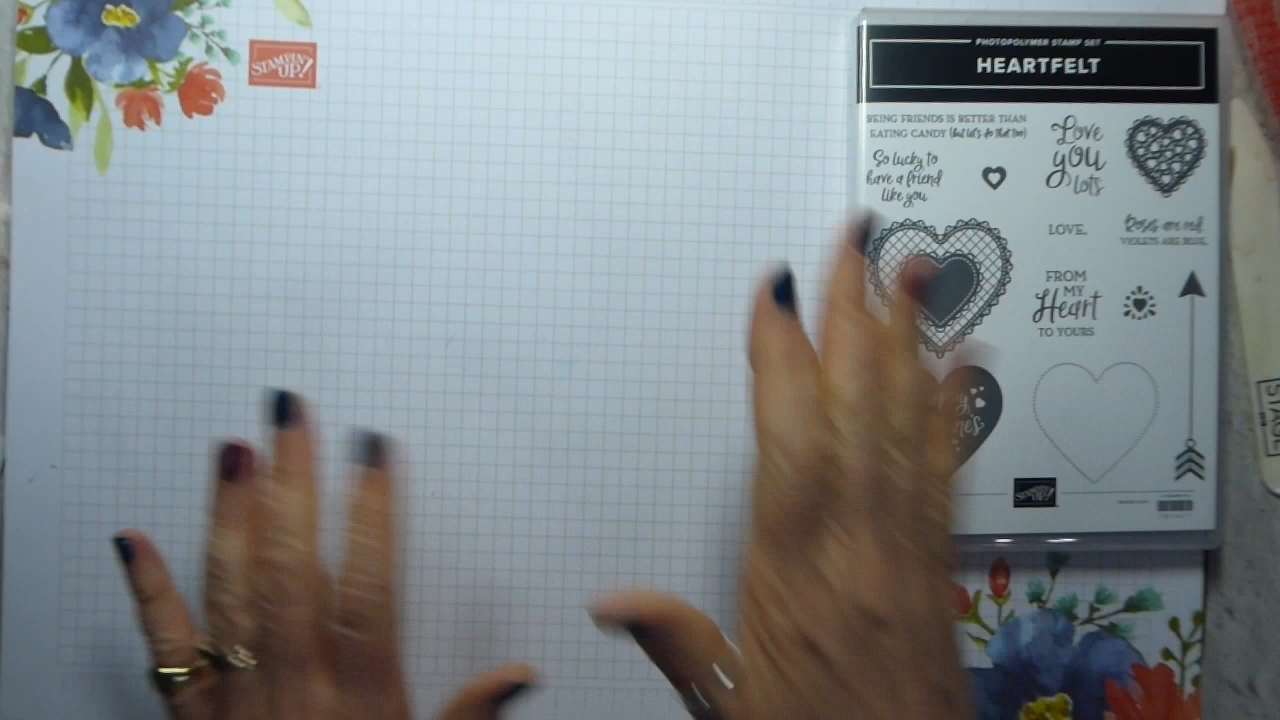 STAMPIN' UP!
PHOTOPOLYMER STAMP SET
HEARTFELT
BEING FRIENDS IS BETTER THAN
EATING CANDY (but let's do that too)
So lucky to
have a friend
like you
Love
you
lots
LOVE,
Roses are red,
VIOLETS ARE BLUE,
FROM
MY
Heart
TO YOURS
STAMPIN' UP!